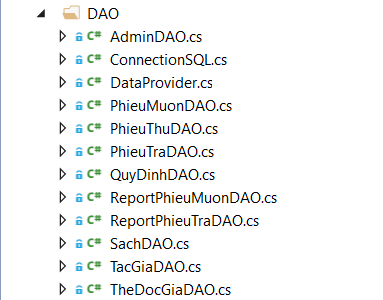 DAO
C# AdminDAO.cs
C# ConnectionSQL.cs
C# DataProvider.cs
C# PhieuMuonDAO.cs
C# PhieuThuDAO.cs
C# PhieuTraDAO.cs
C# QuyDinhDAO.cs
C# ReportPhieuMuonDAO.cs
C# ReportPhieuTraDAO.cs
C# SachDAO.cs
C# TacGiaDAO.cs
C# TheDocGiaDAO.cs